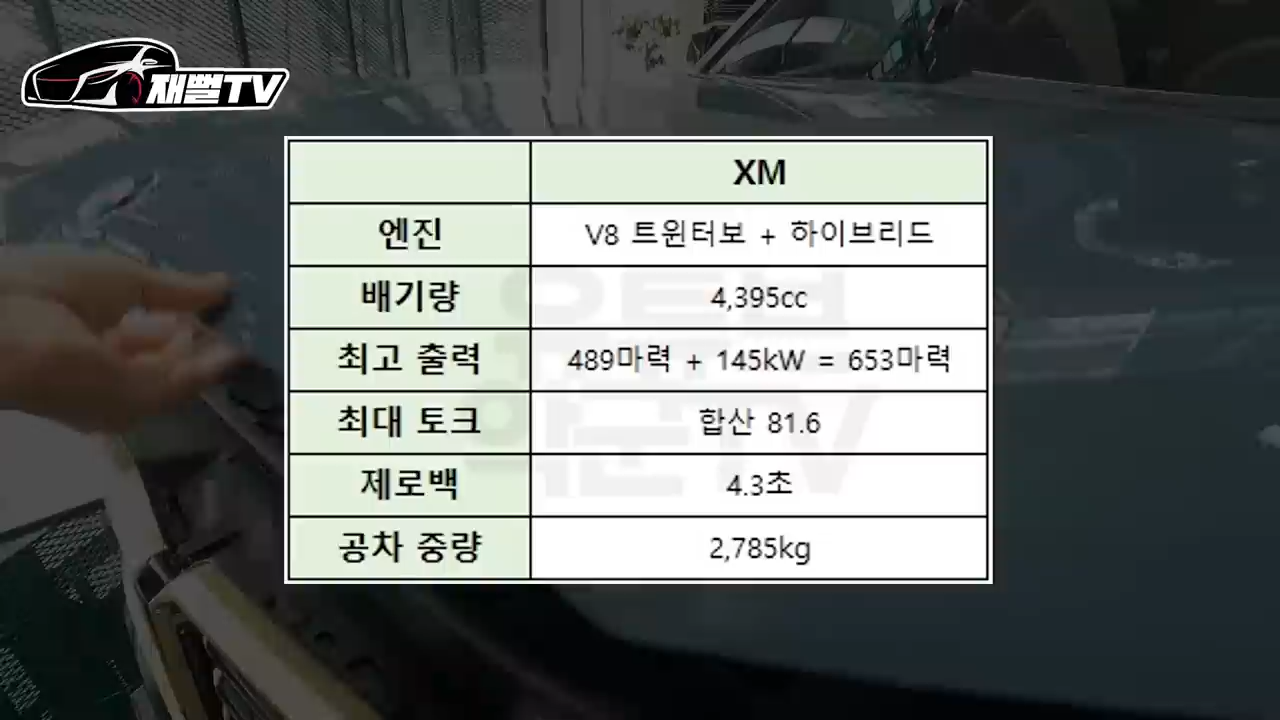 재뻘TV
XM
엔진 V8 트윈터보 + 하이브리드
배기량 4,395cc
최고 출력 489마력 + 145kW = 653마력
최대 토크 합산 81.6
제로백 4.3초
공차 중량 2,785kg